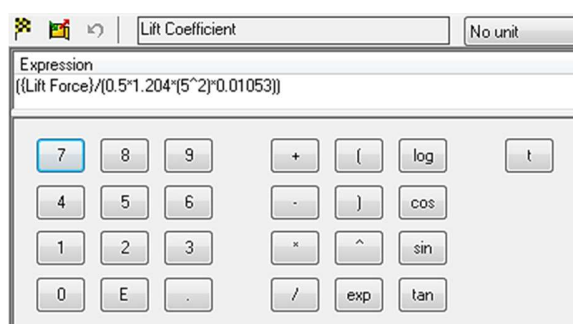 Lift Coefficient No unit
Expression
({Lift Force}/(0.5*1.204*(5^2)*0.01053))
7 8 9 + ( log t
4 5 6 - ) cos
1 2 3 * ^ sin
0 E . / exp tan